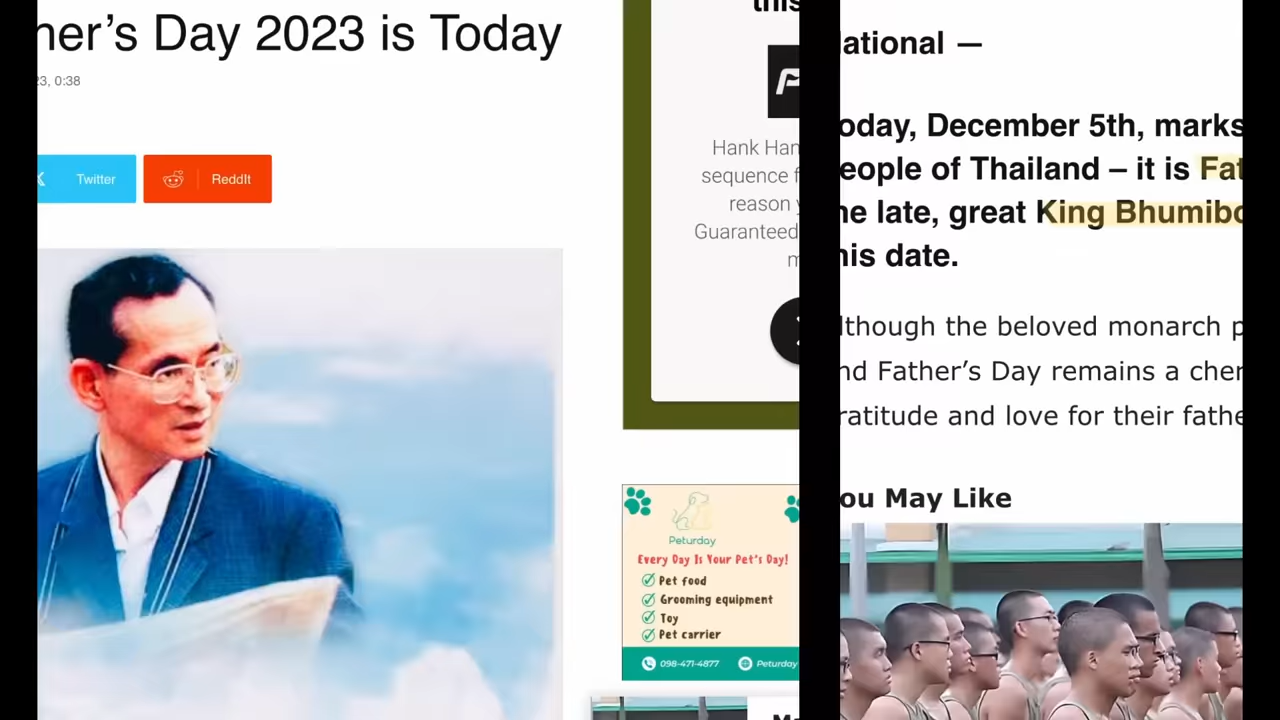 her's Day 2023 is Today
23, 0:38
Twitter
ReddIt
this
Hank Han
sequence f
reason y
Guaranteed
m
Peturday
Every Day Is Your Pet's Day!
Pet food
Grooming equipment
Toy
Pet carrier
098-471-4877
Peturday
ational —
oday, December 5th, marks
eople of Thailand – it is Fat
he late, great King Bhumibo
his date.
lthough the beloved monarch p
nd Father's Day remains a cher
ratitude and love for their fathe
ou May Like